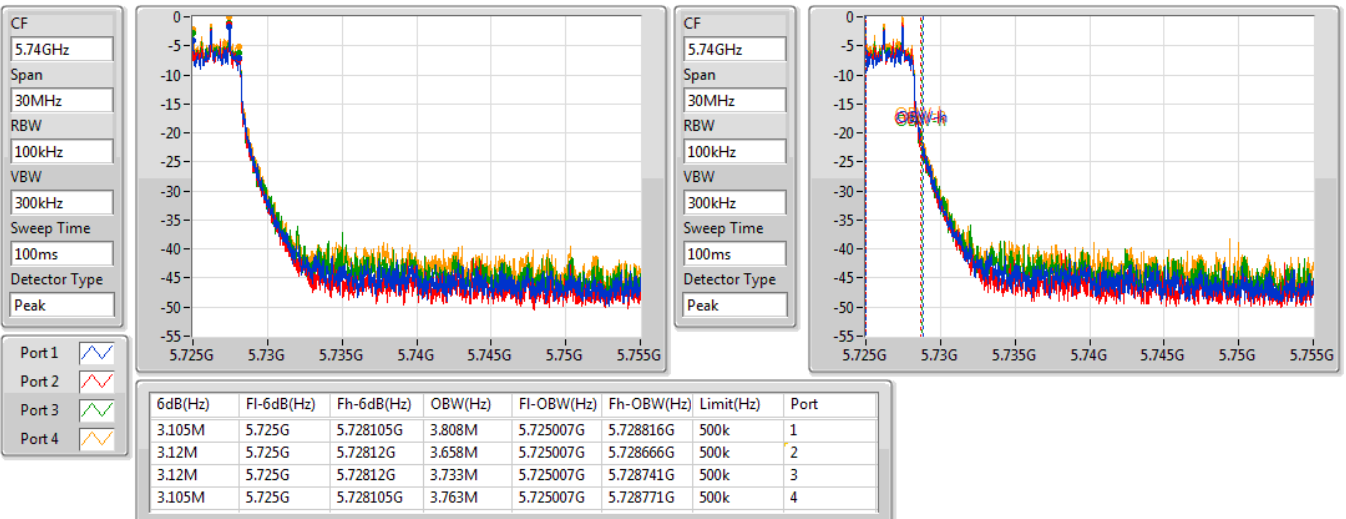 CF
5.74GHz
Span
30MHz
RBW
100kHz
VBW
300kHz
Sweep Time
100ms
Detector Type
Peak
Port 1
Port 2
Port 3
Port 4
0
-5
-10
-15
-20
-25
-30
-35
-40
-45
-50
-55
5.725G 5.73G 5.735G 5.74G 5.745G 5.75G 5.755G
CF
5.74GHz
Span
30MHz
RBW
100kHz
VBW
300kHz
Sweep Time
100ms
Detector Type
Peak
0
-5
-10
-15
-20
-25
-30
-35
-40
-45
-50
-55
5.725G 5.73G 5.735G 5.74G 5.745G 5.75G 5.755G
6dB(Hz) Fl-6dB(Hz) Fh-6dB(Hz) OBW(Hz) Fl-OBW(Hz) Fh-OBW(Hz) Limit(Hz) Port
3.105M 5.725G 5.728105G 3.808M 5.725007G 5.728816G 500k 1
3.12M 5.725G 5.72812G 3.658M 5.725007G 5.728666G 500k 2
3.12M 5.725G 5.72812G 3.733M 5.725007G 5.728741G 500k 3
3.105M 5.725G 5.728105G 3.763M 5.725007G 5.728771G 500k 4